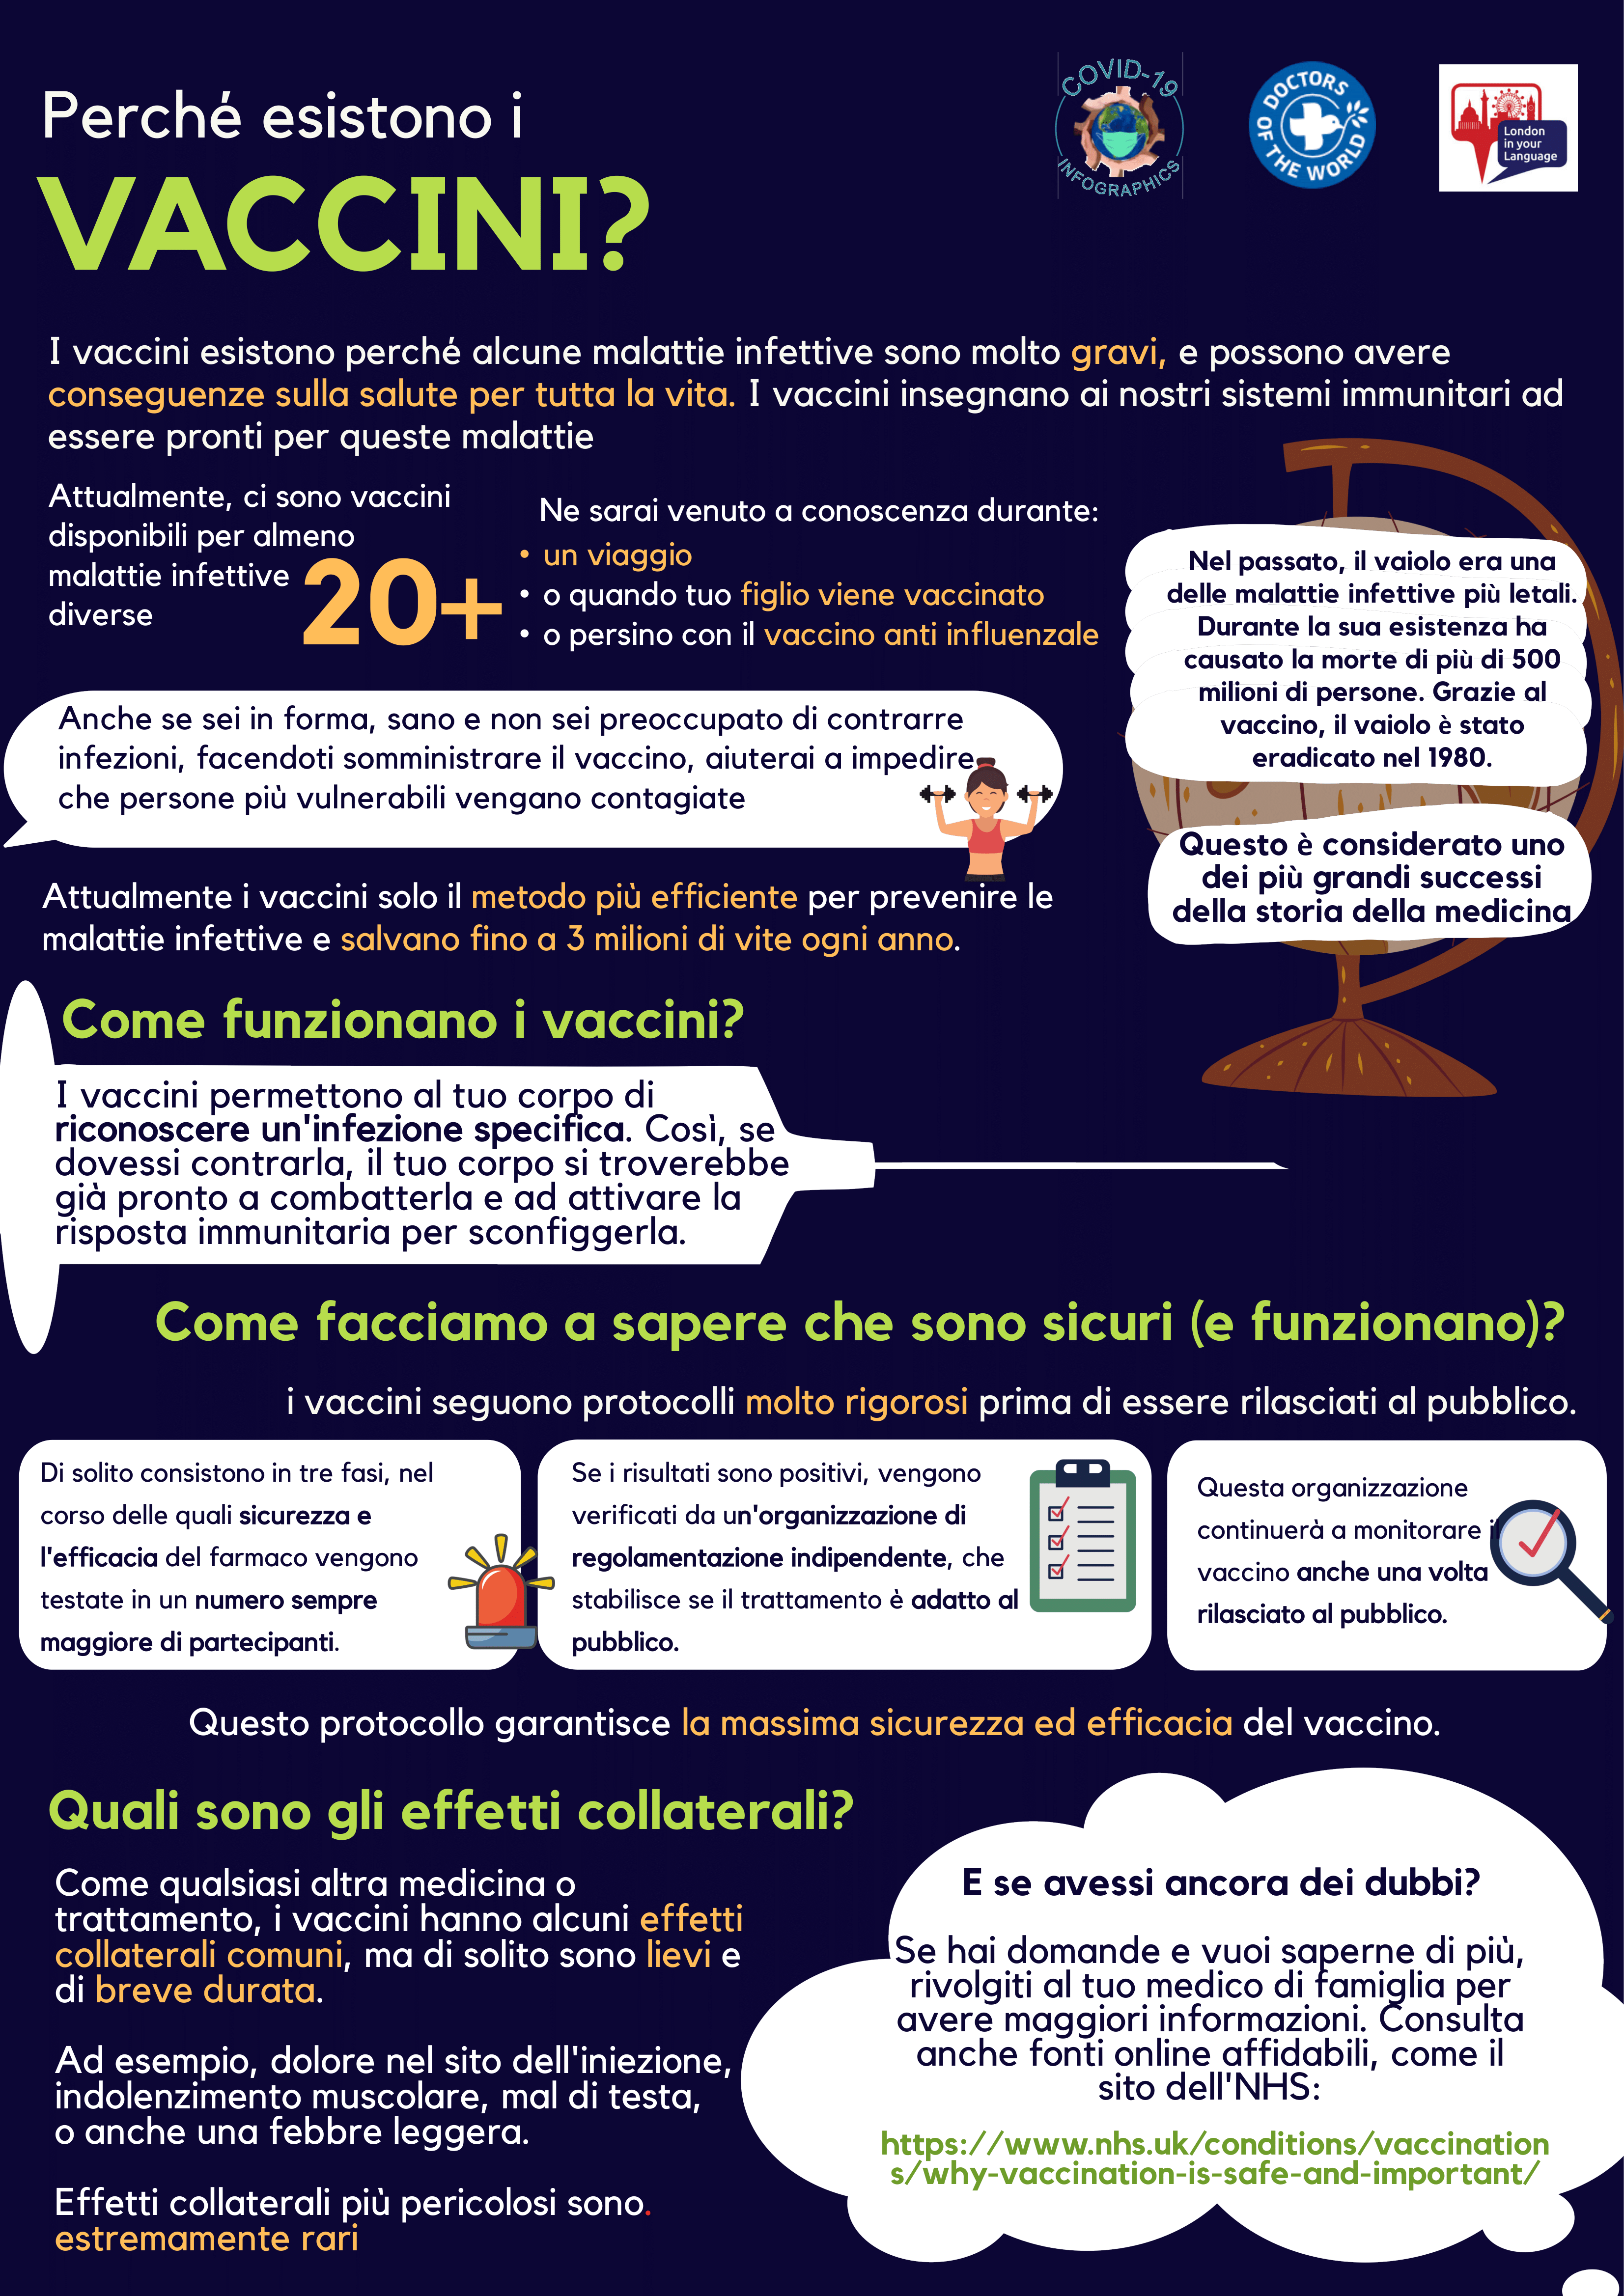 Perché esistono i
VACCINI?
COVID-19
INFOGRAPHICS
DOCTORS
OF THE WORLD
London
in your
Language
I vaccini esistono perché alcune malattie infettive sono molto gravi, e possono avere
conseguenze sulla salute per tutta la vita. I vaccini insegnano ai nostri sistemi immunitari ad
essere pronti per queste malattie
Attualmente, ci sono vaccini
disponibili per almeno
malattie infettive 20+
diverse
Ne sarai venuto a conoscenza durante:
• un viaggio
• o quando tuo figlio viene vaccinato
• o persino con il vaccino anti influenzale
Nel passato, il vaiolo era una
delle malattie infettive più letali.
Durante la sua esistenza ha
causato la morte di più di 500
milioni di persone. Grazie al
vaccino, il vaiolo è stato
eradicato nel 1980.
Questo è considerato uno
dei più grandi successi
della storia della medicina
Anche se sei in forma, sano e non sei preoccupato di contrarre
infezioni, facendoti somministrare il vaccino, aiuterai a impedire
che persone più vulnerabili vengano contagiate
Attualmente i vaccini solo il metodo più efficiente per prevenire le
malattie infettive e salvano fino a 3 milioni di vite ogni anno.
Come funzionano i vaccini?
I vaccini permettono al tuo corpo di
riconoscere un'infezione specifica. Così, se
dovessi contrarla, il tuo corpo si troverebbe
già pronto a combatterla e ad attivare la
risposta immunitaria per sconfiggerla.
Come facciamo a sapere che sono sicuri (e funzionano)?
i vaccini seguono protocolli molto rigorosi prima di essere rilasciati al pubblico.
Di solito consistono in tre fasi, nel
corso delle quali sicurezza e
l'efficacia del farmaco vengono
testate in un numero sempre
maggiore di partecipanti.
Se i risultati sono positivi, vengono
verificati da un'organizzazione di
regolamentazione indipendente, che
stabilisce se il trattamento è adatto al
pubblico.
Questa organizzazione
continuerà a monitorare il
vaccino anche una volta
rilasciato al pubblico.
Questo protocollo garantisce la massima sicurezza ed efficacia del vaccino.
Quali sono gli effetti collaterali?
Come qualsiasi altra medicina o
trattamento, i vaccini hanno alcuni effetti
collaterali comuni, ma di solito sono lievi e
di breve durata.
Ad esempio, dolore nel sito dell'iniezione,
indolenzimento muscolare, mal di testa,
o anche una febbre leggera.
Effetti collaterali più pericolosi sono.
estremamente rari
E se avessi ancora dei dubbi?
Se hai domande e vuoi saperne di più,
rivolgiti al tuo medico di famiglia per
avere maggiori informazioni. Consulta
anche fonti online affidabili, come il
sito dell'NHS:
https://www.nhs.uk/conditions/vaccination
s/why-vaccination-is-safe-and-important/